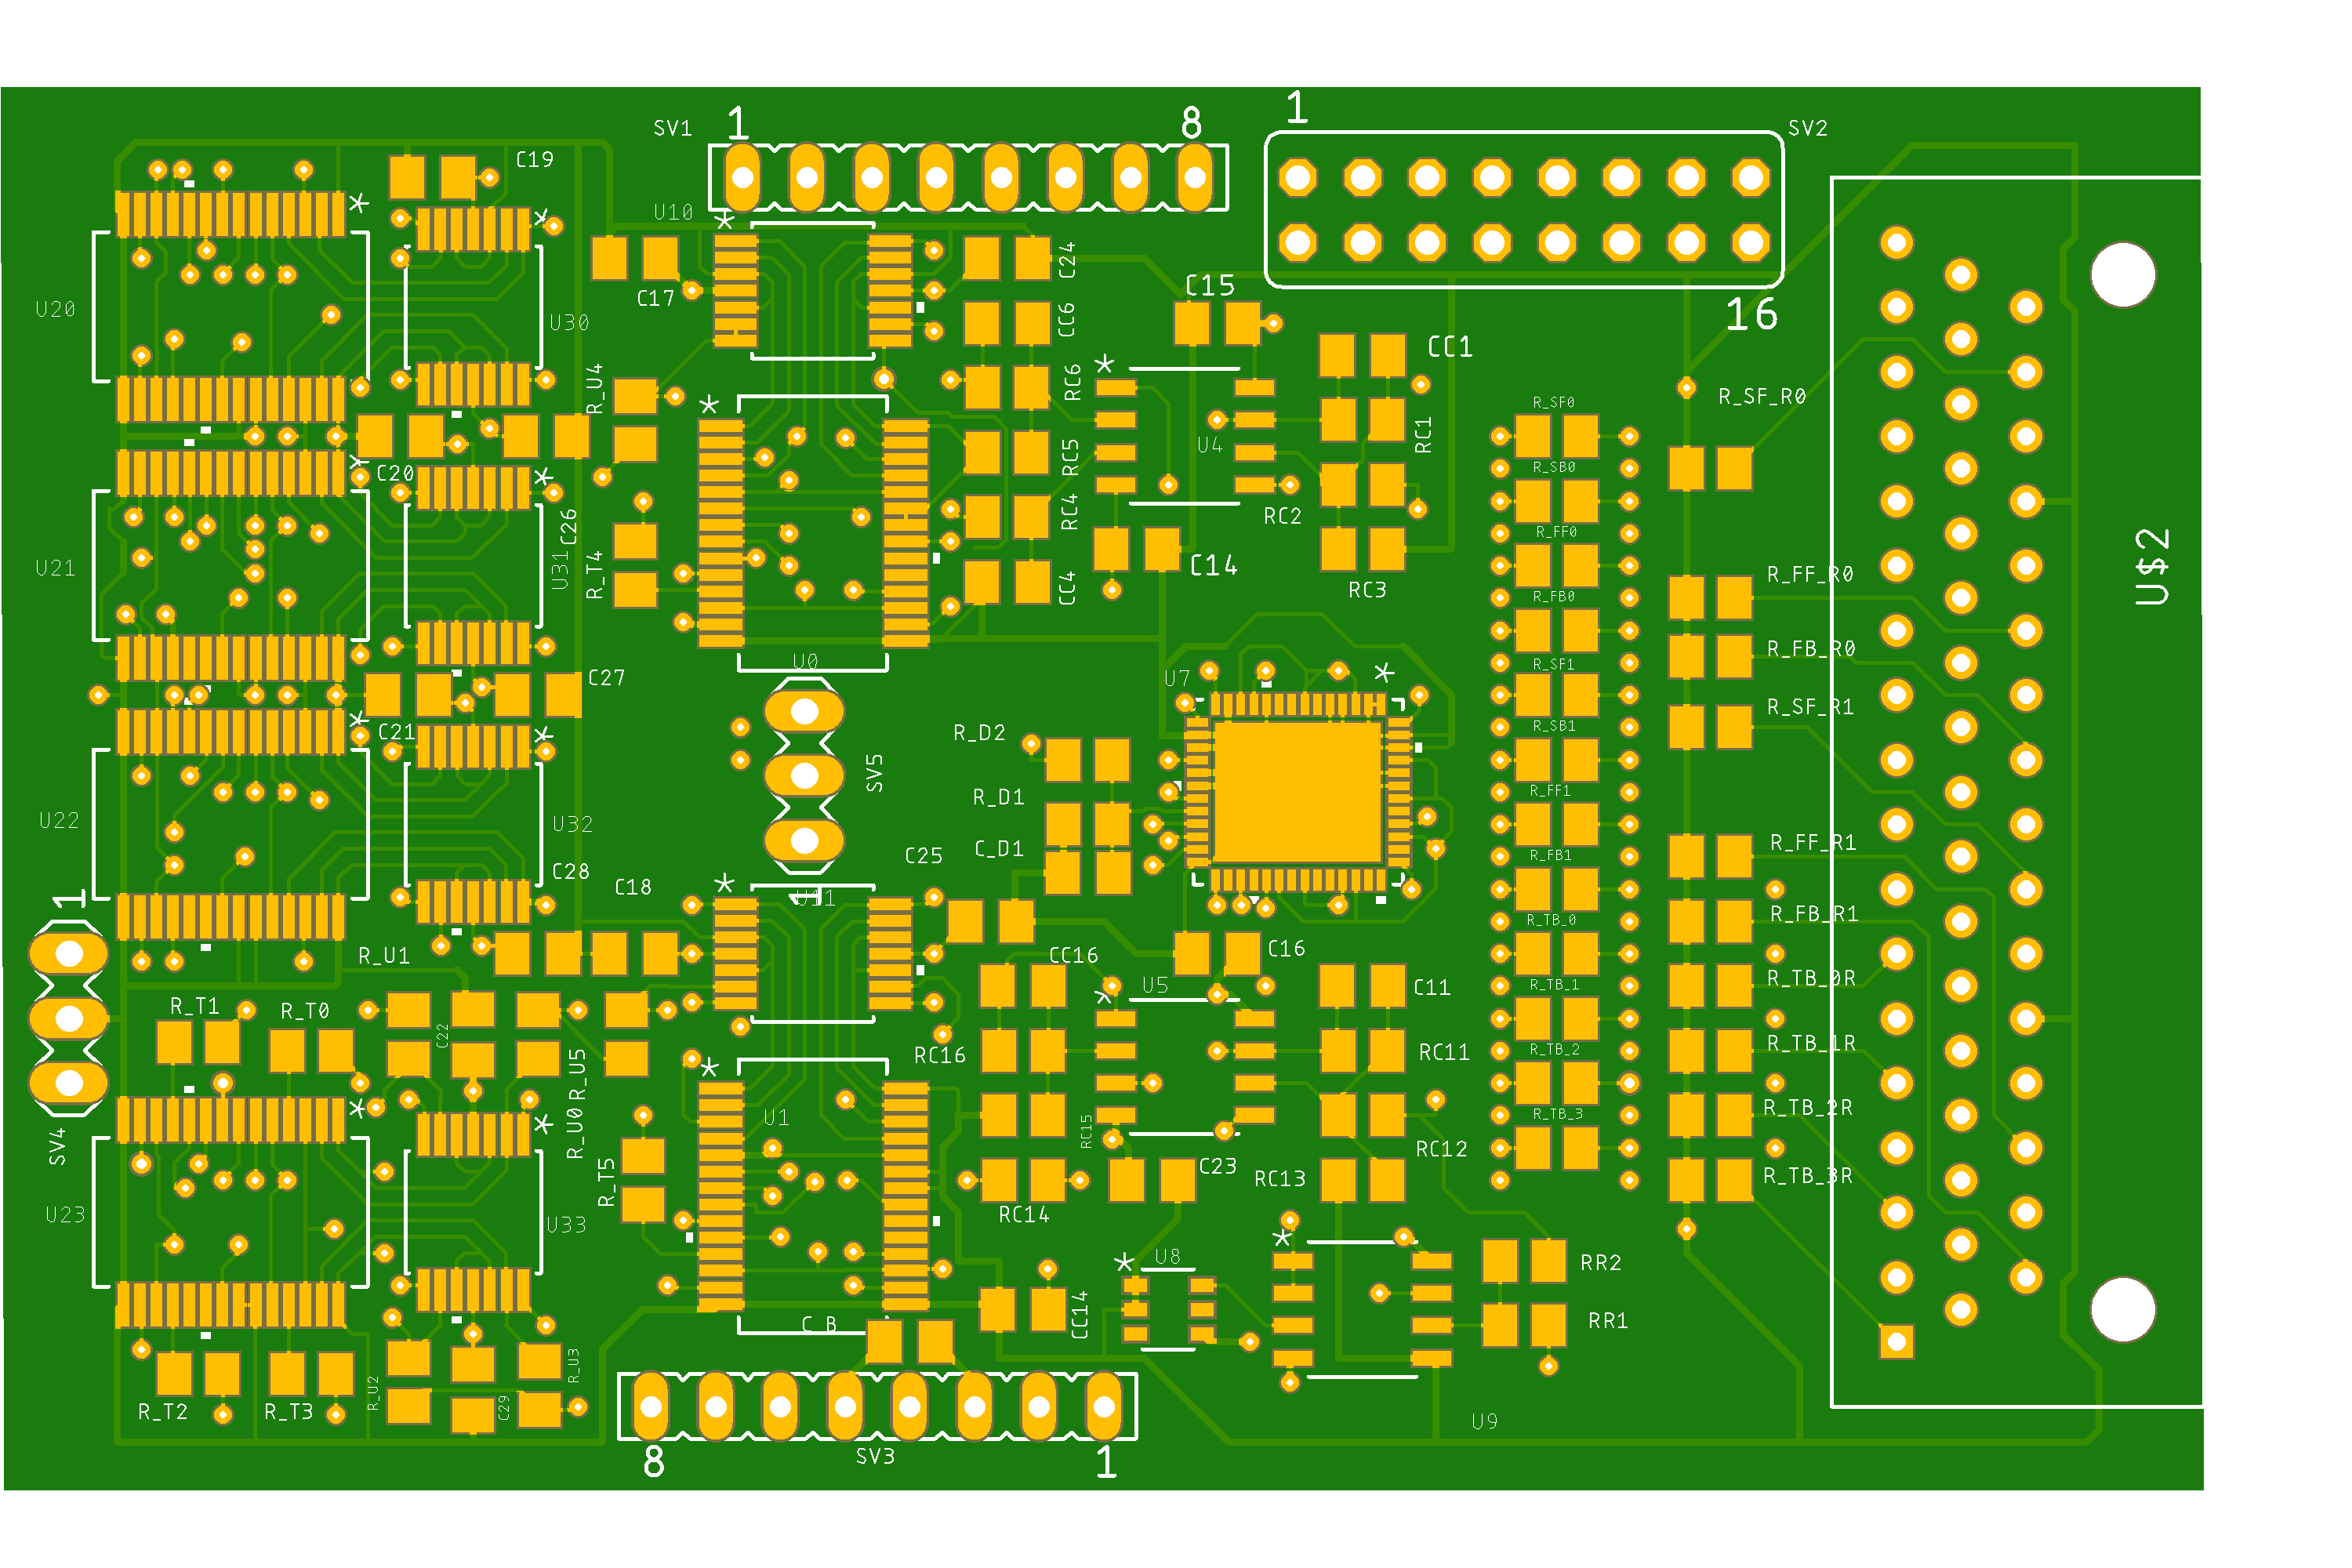 1
SV1
1
8
SV2
C19
U10
U20
C17
C24
U30
CC6
C15
16
CC1
R_U4
RC6
R_SF_R0
R_SF0
RC1
U4
RC5
R_SB0
C20
C26
RC4
RC2
R_FF0
U$2
U21
U31
R_T4
CC4
C14
RC3
R_FB0
R_FF_R0
U0
R_FB_R0
R_SF1
C27
U7
R_SF_R1
C21
R_D2
R_SB1
SV5
R_D1
R_FF1
U22
U32
C_D1
R_FF_R1
C25
R_FB1
C28
C18
1
U11
R_FB_R1
R_TB_0
R_U1
CC16
C16
R_TB_0R
U5
C11
R_TB_1
R_T1
R_T0
C22
R_TB_1R
RC16
RC11
R_TB_2
R_U5
R_TB_2R
U1
R_TB_3
R_U0
RC15
SV4
R_T5
C23
RC12
RC13
R_TB_3R
U23
U33
RC14
U8
RR2
CC14
C_B
RR1
R_U3
R_U2
R_T2
R_T3
C29
U9
8
SV3
1